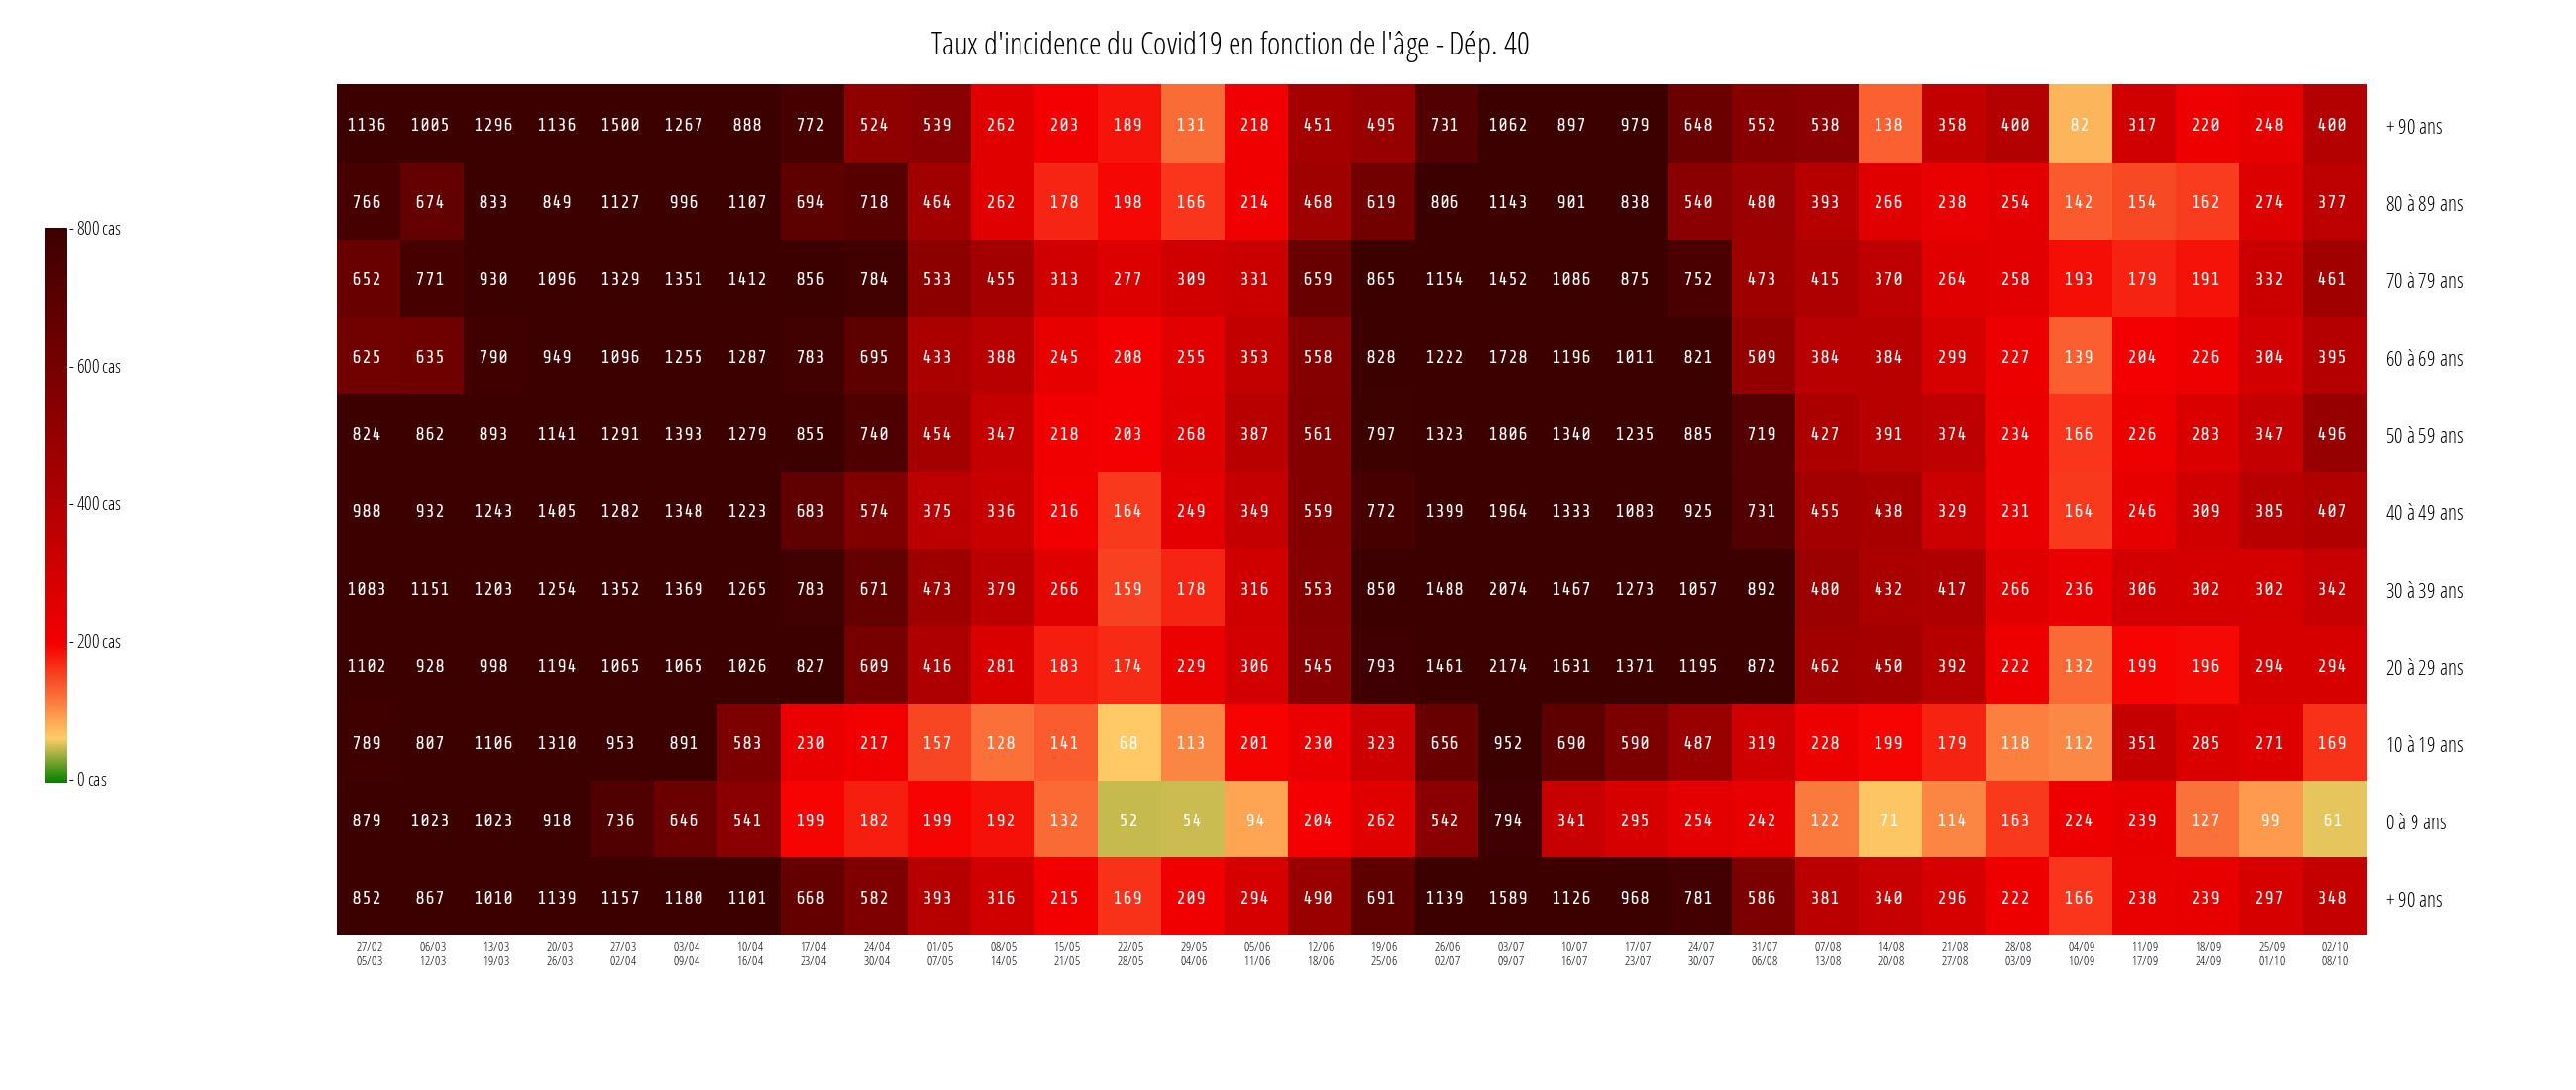 Taux d'incidence du Covid19 en fonction de l'âge - Dép. 40
- 800 cas
- 600 cas
- 400 cas
- 200 cas
- 0 cas
1136 1005 1296 1136 1500 1267 888 772 524 539 262 203 189 131 218 451 495 731 1062 897 979 648 552 538 138 358 400 82 317 220 248 400 + 90 ans
766 674 833 849 1127 996 1107 694 718 464 262 178 198 166 214 468 619 806 1143 901 838 540 480 393 266 238 254 142 154 162 274 377 80 à 89 ans
652 771 930 1096 1329 1351 1412 856 784 533 455 313 277 309 331 659 865 1154 1452 1086 875 752 473 415 370 264 258 193 179 191 332 461 70 à 79 ans
625 635 790 949 1096 1255 1287 783 695 433 388 245 208 255 353 558 828 1222 1728 1196 1011 821 509 384 384 299 227 139 204 226 304 395 60 à 69 ans
824 862 893 1141 1291 1393 1279 855 740 454 347 218 203 268 387 561 797 1323 1806 1340 1235 885 719 427 391 374 234 166 226 283 347 496 50 à 59 ans
988 932 1243 1405 1282 1348 1223 683 574 375 336 216 164 249 349 559 772 1399 1964 1333 1083 925 731 455 438 329 231 164 246 309 385 407 40 à 49 ans
1083 1151 1203 1254 1352 1369 1265 783 671 473 379 266 159 178 316 553 850 1488 2074 1467 1273 1057 892 480 432 417 266 236 306 302 302 342 30 à 39 ans
1102 928 998 1194 1065 1065 1026 827 609 416 281 183 174 229 306 545 793 1461 2174 1631 1371 1195 872 462 450 392 222 132 199 196 294 294 20 à 29 ans
789 807 1106 1310 953 891 583 230 217 157 128 141 68 113 201 230 323 656 952 690 590 487 319 228 199 179 118 112 351 285 271 169 10 à 19 ans
879 1023 1023 918 736 646 541 199 182 199 192 132 52 54 94 204 262 542 794 341 295 254 242 122 71 114 163 224 239 127 99 61 0 à 9 ans
852 867 1010 1139 1157 1180 1101 668 582 393 316 215 169 209 294 490 691 1139 1589 1126 968 781 586 381 340 296 222 166 238 239 297 348 + 90 ans
27/02 06/03 13/03 20/03 27/03 03/04 10/04 17/04 24/04 01/05 08/05 15/05 22/05 29/05 05/06 12/06 19/06 26/06 03/07 10/07 17/07 24/07 31/07 07/08 14/08 21/08 28/08 04/09 11/09 18/09 25/09 02/10
05/03 12/03 19/03 26/03 02/04 09/04 16/04 23/04 30/04 07/05 14/05 21/05 28/05 04/06 11/06 18/06 25/06 02/07 09/07 16/07 23/07 30/07 06/08 13/08 20/08 27/08 03/09 10/09 17/09 24/09 01/10 08/10